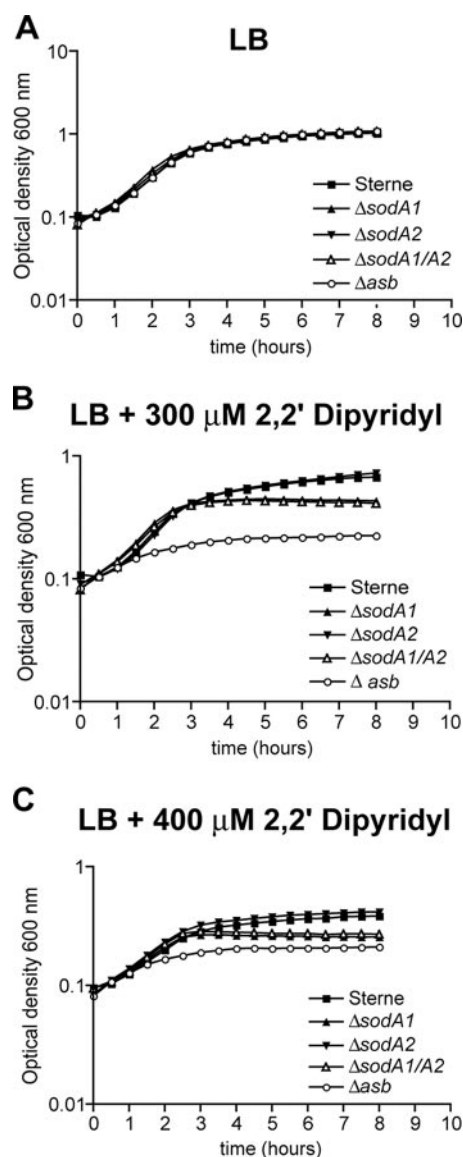 A
LB
Optical density 600 nm
10
1
0.1
0.01
0 1 2 3 4 5 6 7 8 9 10
time (hours)
Sterne
ΔsodA1
ΔsodA2
ΔsodA1/A2
Δasb
B
LB + 300 μM 2,2' Dipyridyl
Optical density 600 nm
1
0.1
0.01
0 1 2 3 4 5 6 7 8 9 10
time (hours)
Sterne
ΔsodA1
ΔsodA2
ΔsodA1/A2
Δ asb
C
LB + 400 μM 2,2' Dipyridyl
Optical density 600 nm
1
0.1
0.01
0 1 2 3 4 5 6 7 8 9 10
time (hours)
Sterne
ΔsodA1
ΔsodA2
ΔsodA1/A2
Δasb